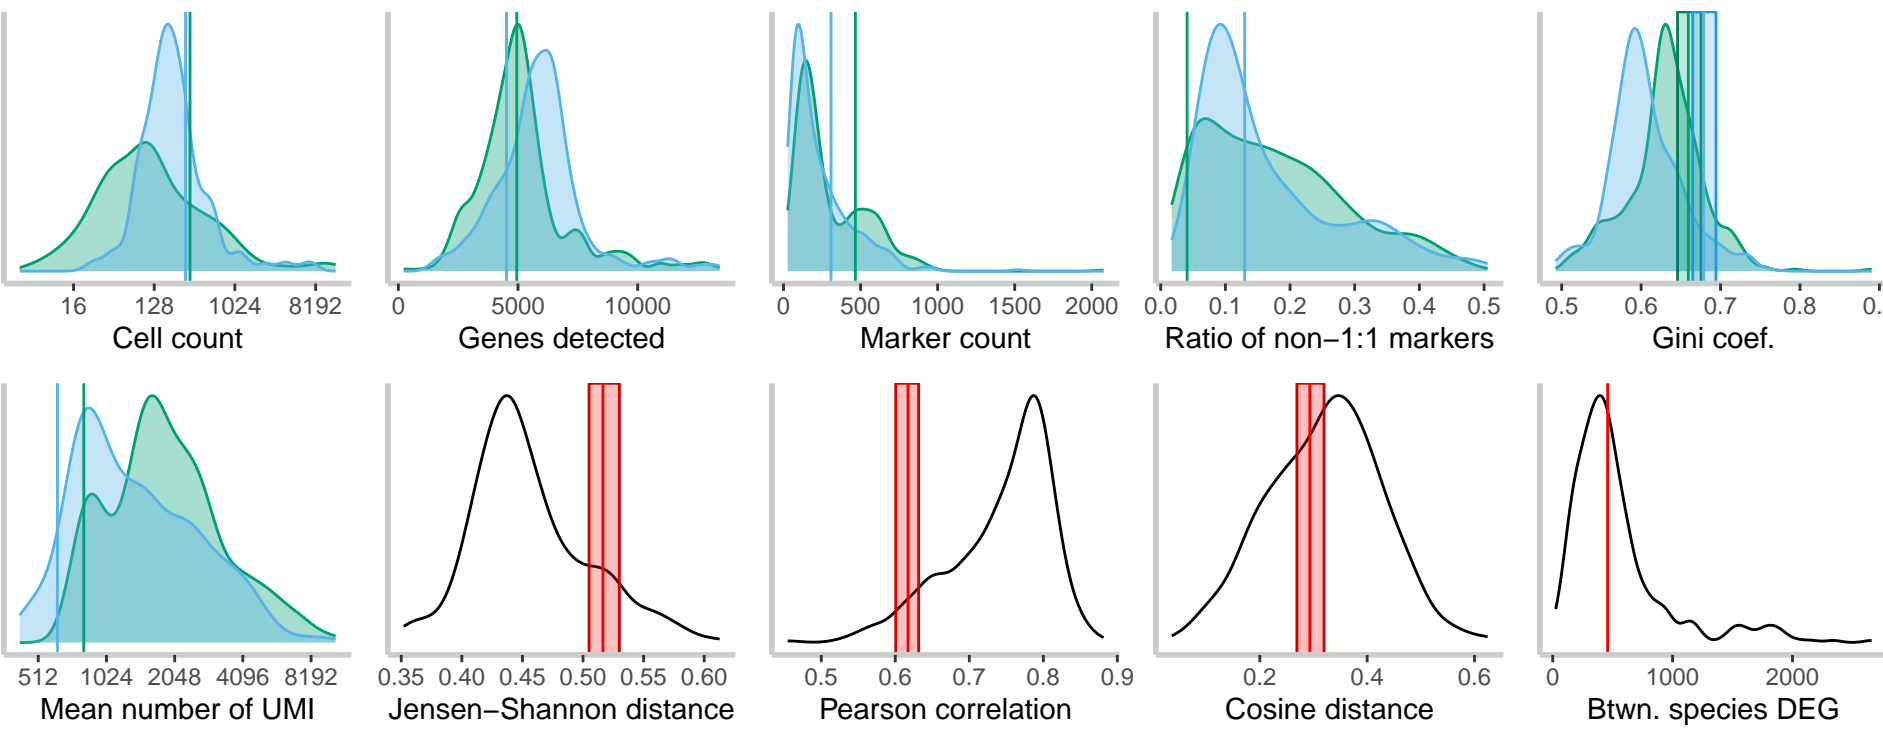 16 128 1024 8192
Cell count
0 5000 10000
Genes detected
0 500 1000 1500 2000
Marker count
0.0 0.1 0.2 0.3 0.4 0.5
Ratio of non−1:1 markers
0.5 0.6 0.7 0.8 0.
Gini coef.
512 1024 2048 4096 8192
Mean number of UMI
0.35 0.40 0.45 0.50 0.55 0.60
Jensen−Shannon distance
0.5 0.6 0.7 0.8 0.9
Pearson correlation
0.2 0.4 0.6
Cosine distance
0 1000 2000
Btwn. species DEG